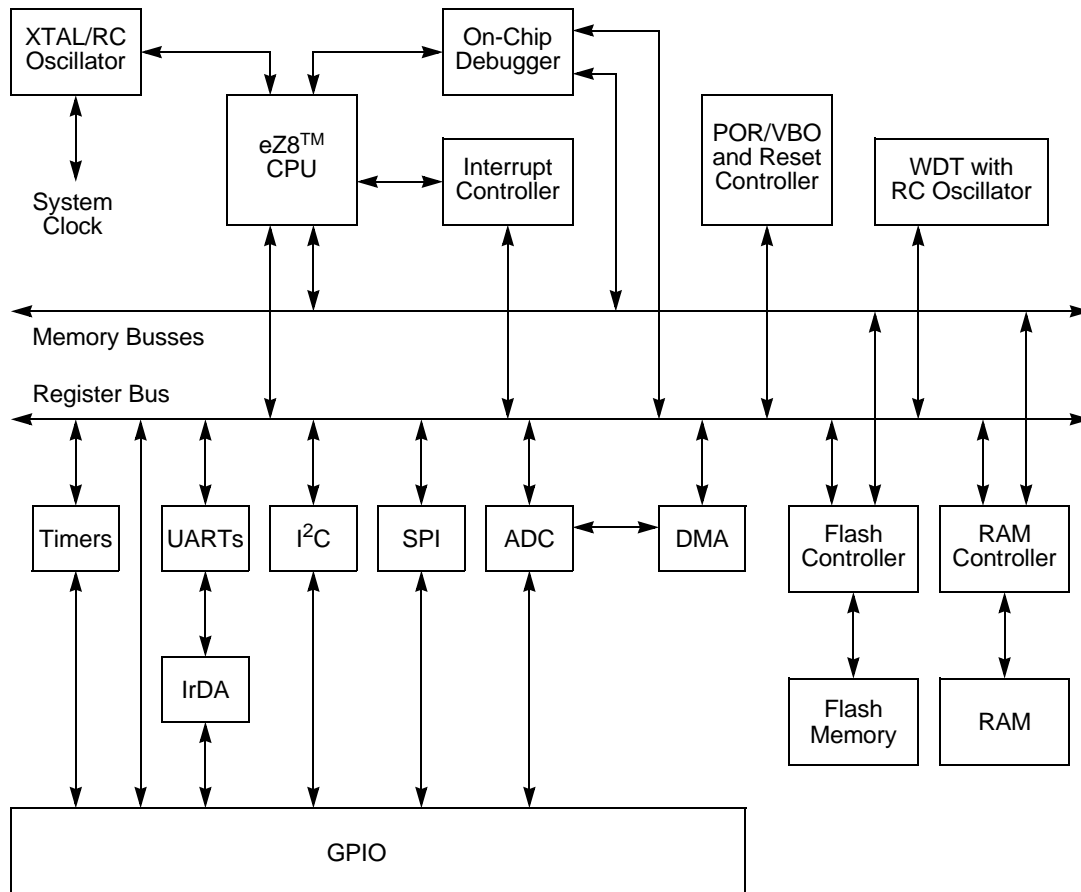 XTAL/RC
Oscillator
On-Chip
Debugger
eZ8™
CPU
Interrupt
Controller
POR/VBO
and Reset
Controller
WDT with
RC Oscillator
System
Clock
Memory Busses
Register Bus
Timers
UARTs
I²C
SPI
ADC
DMA
Flash
Controller
RAM
Controller
IrDA
Flash
Memory
RAM
GPIO